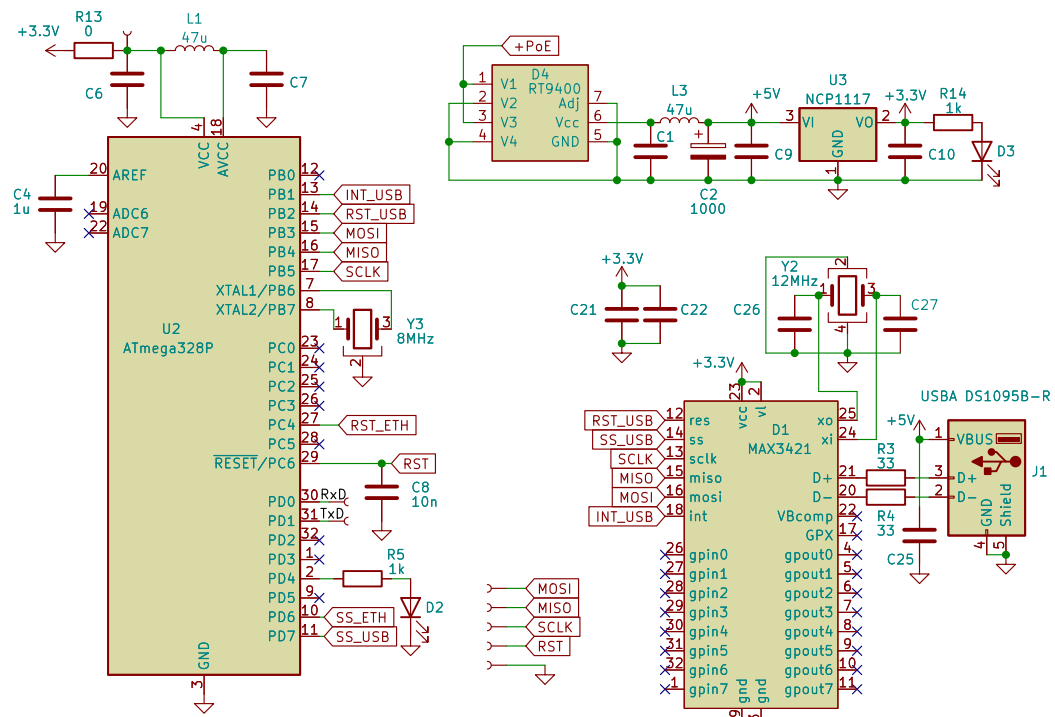 R13
0
+3.3V
L1
47u
C6
C7
4
18
VCC
AVCC
20
AREF
C4
1u
19
ADC6
22
ADC7
U2
ATmega328P
PB0
12
PB1
13
INT_USB
PB2
14
RST_USB
PB3
15
MOSI
PB4
16
MISO
PB5
17
SCLK
XTAL1/PB6
7
XTAL2/PB7
8
1
3
2
Y3
8MHz
PC0
23
PC1
24
PC2
25
PC3
26
PC4
27
RST_ETH
PC5
28
RESET/PC6
29
RST
C8
10n
PD0
30
RxD
PD1
31
TxD
PD2
32
PD3
1
PD4
2
R5
1k
D2
PD5
9
PD6
10
SS_ETH
PD7
11
SS_USB
GND
3
+PoE
D4
RT9400
1
V1
2
V2
3
V3
4
V4
Adj
7
Vcc
6
GND
5
L3
47u
C1
+
C2
1000
+5V
C9
U3
NCP1117
3
VI
VO
2
GND
1
+3.3V
C10
R14
1k
D3
+3.3V
C21
C22
Y2
12MHz
2
1
3
4
C26
C27
+3.3V
23
2
vcc
vl
D1
MAX3421
RST_USB
12
res
SS_USB
14
ss
SCLK
13
sclk
MISO
15
miso
MOSI
16
mosi
INT_USB
18
int
26
gpin0
27
gpin1
28
gpin2
29
gpin3
30
gpin4
31
gpin5
32
gpin6
1
gpin7
xo
25
xi
24
D+
21
D-
20
VBcomp
22
GPX
17
gpout0
4
gpout1
5
gpout2
6
gpout3
7
gpout4
8
gpout5
9
gpout6
10
gpout7
11
gnd
gnd
9
R3
33
R4
33
C25
+5V
USBA DS1095B-R
J1
1
VBUS
3
D+
2
D-
GND
Shield
4
5
MOSI
MISO
SCLK
RST